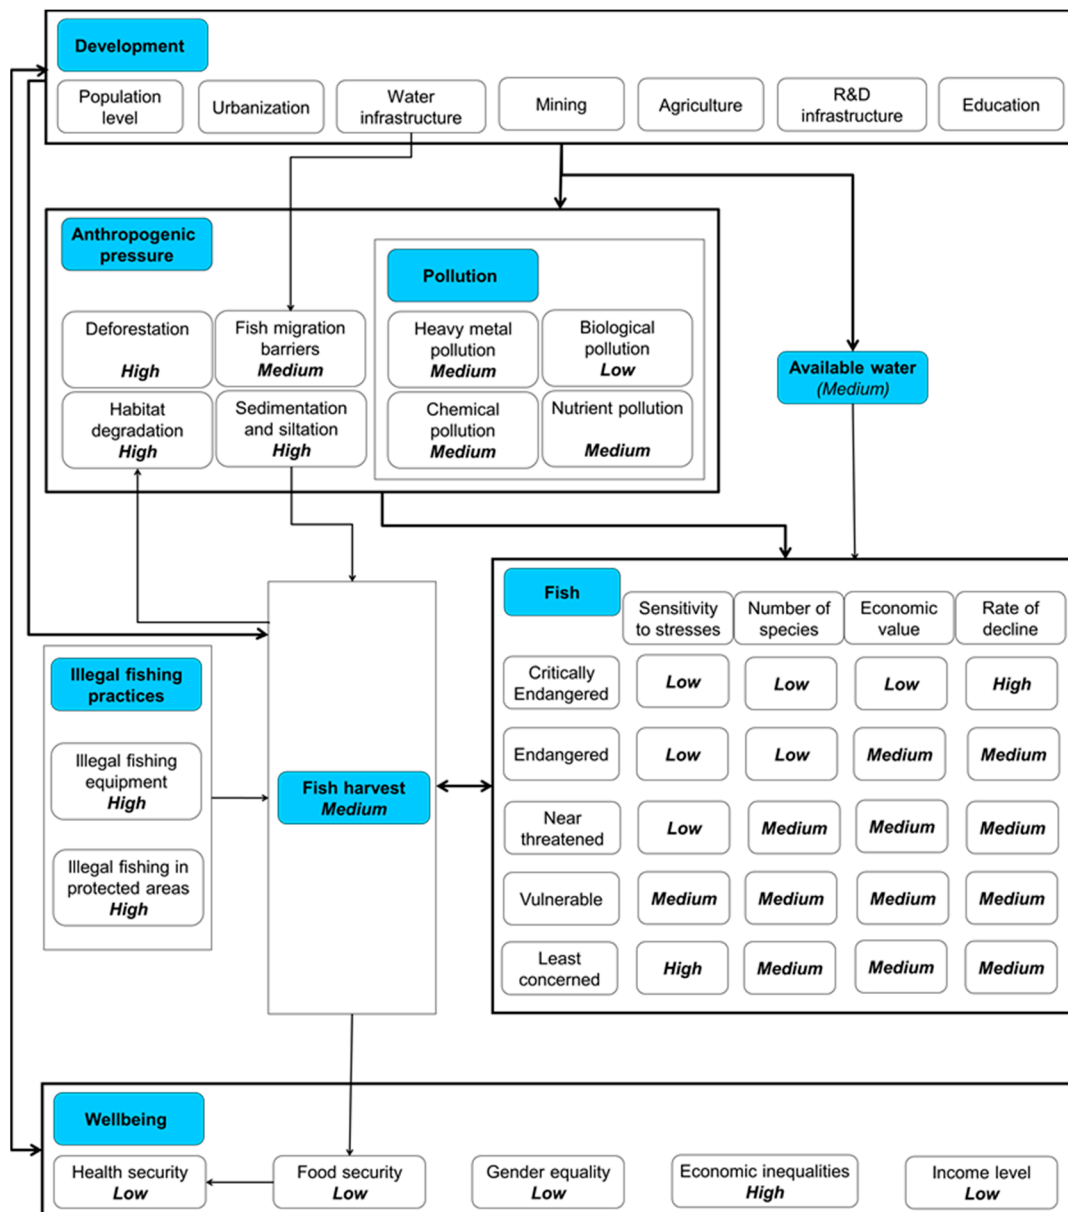 Development
Population
level
Urbanization
Water
infrastructure
Mining
Agriculture
R&D
infrastructure
Education
Anthropogenic
pressure
Deforestation
High
Fish migration
barriers
Medium
Habitat
degradation
High
Sedimentation
and siltation
High
Pollution
Heavy metal
pollution
Medium
Biological
pollution
Low
Chemical
pollution
Medium
Nutrient pollution
Medium
Available water
(Medium)
Illegal fishing
practices
Illegal fishing
equipment
High
Illegal fishing in
protected areas
High
Fish harvest
Medium
Fish
Sensitivity
to stresses
Number of
species
Economic
value
Rate of
decline
Critically
Endangered
Low
Low
Low
High
Endangered
Low
Low
Medium
Medium
Near
threatened
Low
Medium
Medium
Medium
Vulnerable
Medium
Medium
Medium
Medium
Least
concerned
High
Medium
Medium
Medium
Wellbeing
Health security
Low
Food security
Low
Gender equality
Low
Economic inequalities
High
Income level
Low